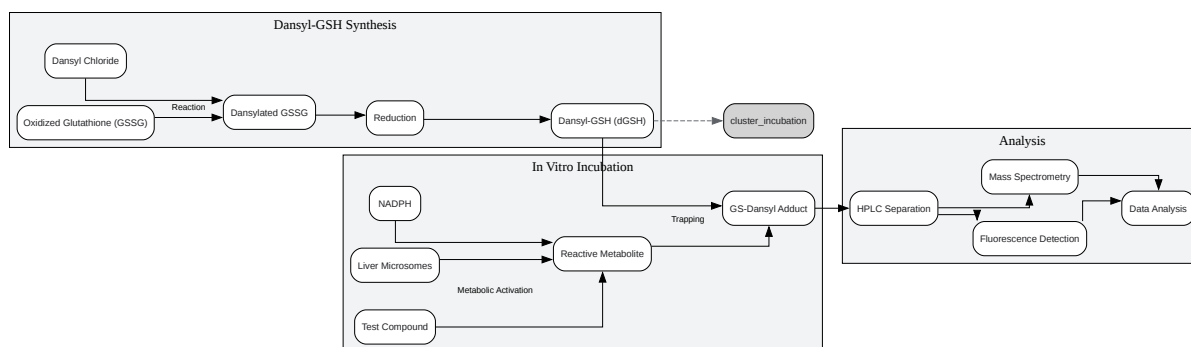 Dansyl-GSH Synthesis
Dansyl Chloride
Reaction
Oxidized Glutathione (GSSG)
Dansylated GSSG
Reduction
Dansyl-GSH (dGSH)
cluster_incubation
In Vitro Incubation
NADPH
Liver Microsomes
Metabolic Activation
Test Compound
Reactive Metabolite
Trapping
GS-Dansyl Adduct
Analysis
HPLC Separation
Mass Spectrometry
Fluorescence Detection
Data Analysis